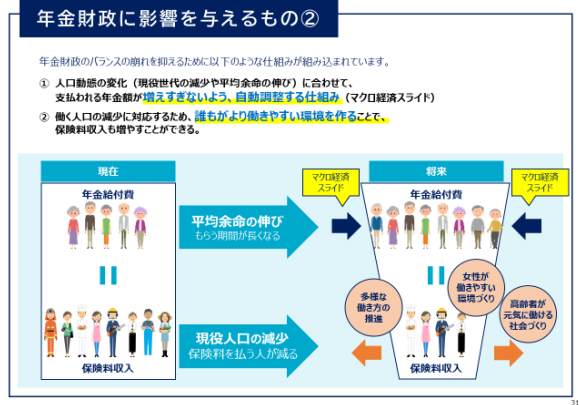 年金財政に影響を与えるもの②
年金財政のバランスの崩れを抑えるために以下のような仕組みが組み込まれています。
① 人口動態の変化（現役世代の減少や平均余命の伸び）に合わせて、
支払われる年金額が増えすぎないよう、自動調整する仕組み（マクロ経済スライド）
② 働く人口の減少に対応するため、誰もがより働きやすい環境を作ることで、
保険料収入も増やすことができる。
現在
年金給付費
保険料収入
平均余命の伸び
もらう期間が長くなる
現役人口の減少
保険料を払う人が減る
将来
マクロ経済
スライド
マクロ経済
スライド
年金給付費
多様な
働き方の
推進
女性が
働きやすい
環境づくり
高齢者が
元気に働ける
社会づくり
保険料収入
31